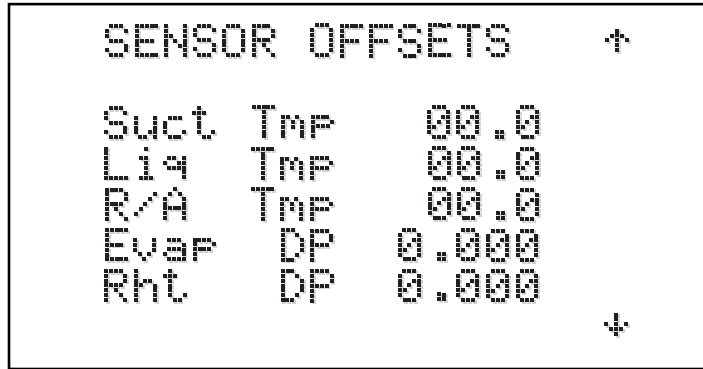 SENSOR OFFSETS ↑
Suct Tmp 00.0
Liq Tmp 00.0
R/A Tmp 00.0
Evap DP 0.000
Rht DP 0.000
↓